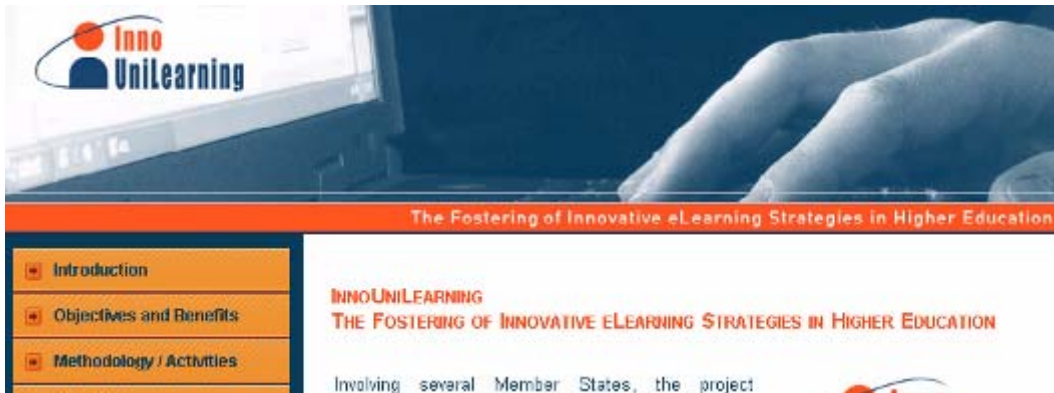 Inno
UniLearning
The Fostering of Innovative eLearning Strategies in Higher Education
Introduction
Objectives and Benefits
Methodology / Activities
INNOUNILEARNING
THE FOSTERING OF INNOVATIVE ELEARNING STRATEGIES IN HIGHER EDUCATION
Involving several Member States, the project